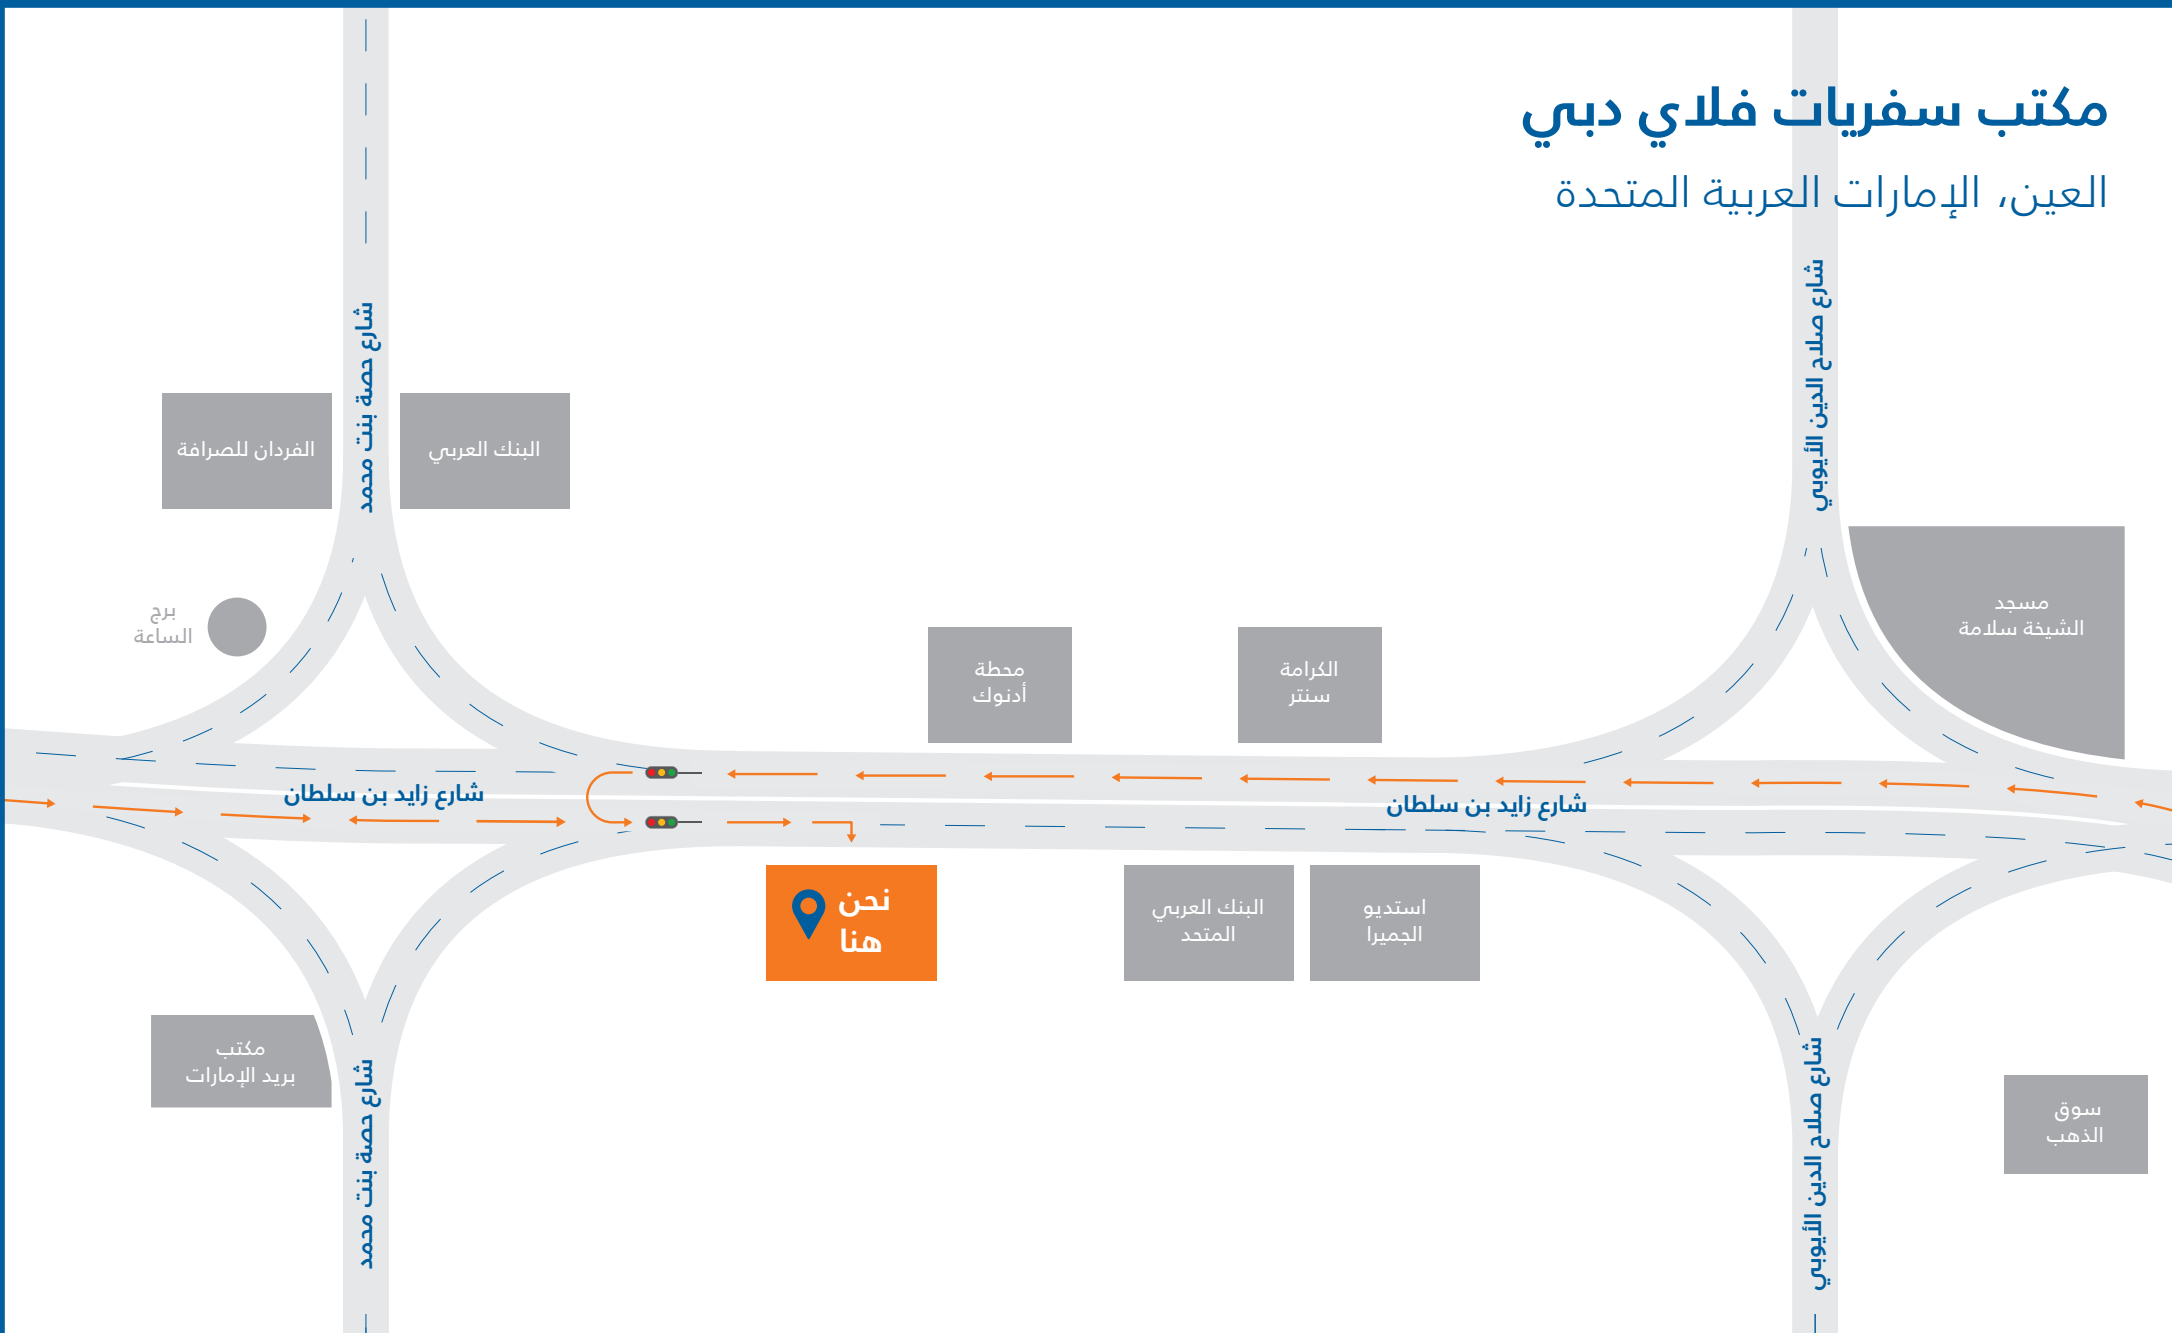 مكتب سفريات فلاي دبي
العين، الإمارات العربية المتحدة
شارع صلاح الدين الأيوبي
شارع حصة بنت محمد
البنك العربي
الفردان للصرافة
مسجد
الشيخة سلامة
برج
الساعة
الكرامة
سنتر
محطة
أدنوك
شارع زايد بن سلطان
شارع زايد بن سلطان
استديو
الجميرا
البنك العربي
المتحد
نحن
هنا
مكتب
بريد الإمارات
شارع صلاح الدين الأيوبي
شارع حصة بنت محمد
سوق
الذهب